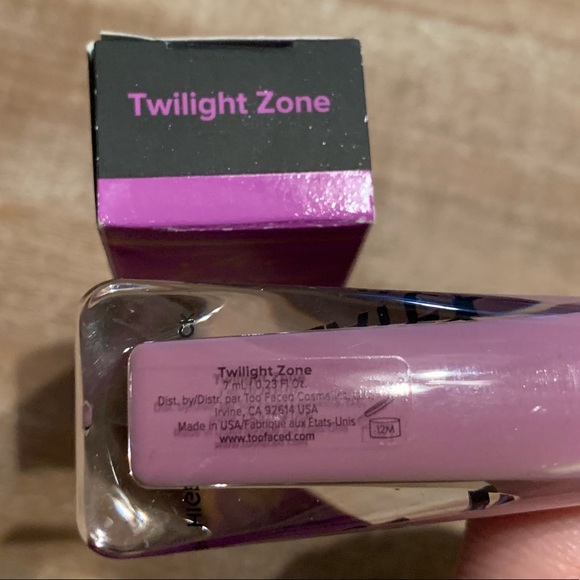 Twilight Zone
Twilight Zone
7 mL / 0.23 Fl. Oz.
Dist. by/Distr. par Too Faced Cosmetics,
Irvine, CA 92614 USA
Made in USA/Fabriqué aux États-Unis
www.toofaced.com
12M